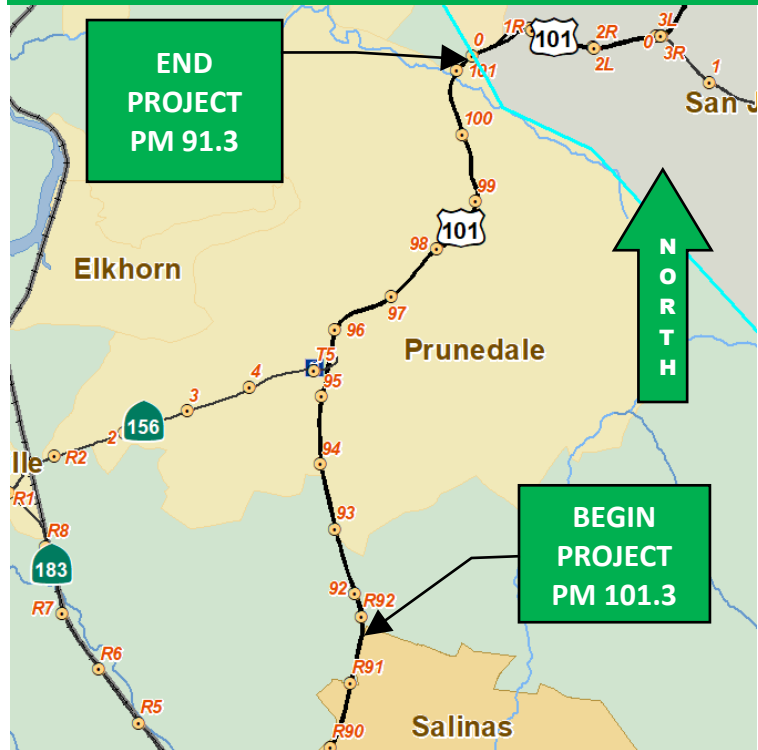 END
PROJECT
PM 91.3
0
1R
101
2R
2L
3L
0
3R
1
San J
101
100
99
98
101
97
96
Elkhorn
Prunedale
NORTH
T5
95
4
3
2
156
R2
lle
R1
94
93
R8
183
R7
R6
R5
92
R92
BEGIN
PROJECT
PM 101.3
R91
R90
Salinas